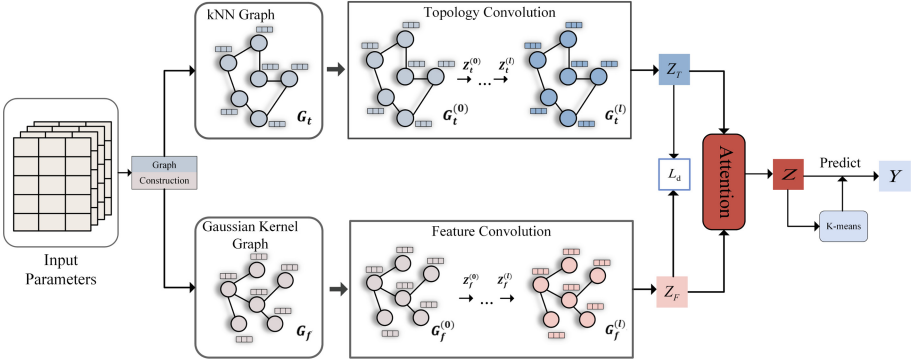 kNN Graph
G_t
Topology Convolution
Z_t^(0) ... Z_t^(l)
G_t^(0)
G_t^(l)
Input
Parameters
Graph
Construction
Gaussian Kernel
Graph
G_f
Feature Convolution
Z_f^(0) ... Z_f^(l)
G_f^(0)
G_f^(l)
Z_T
L_d
Z_F
Attention
Z
Predict
K-means
Y